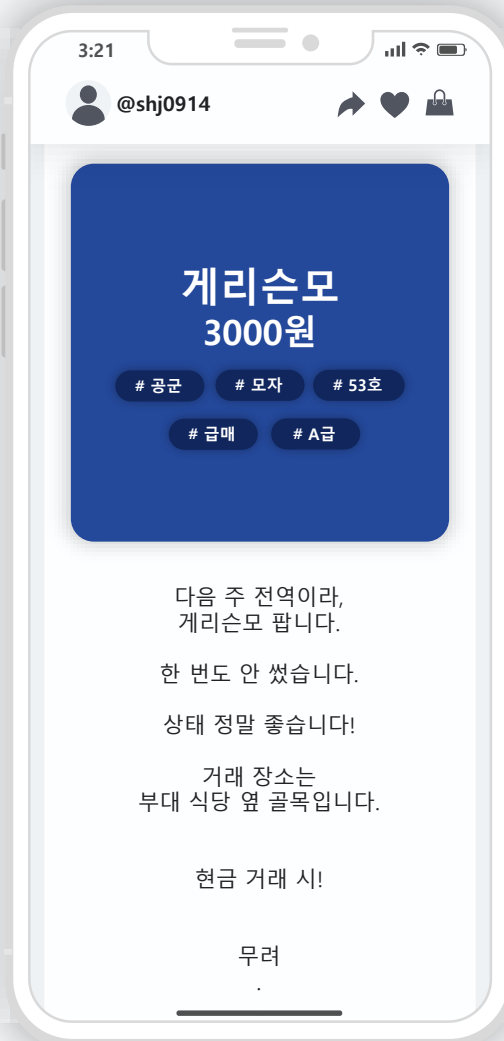 3:21
@shj0914
게리슨모
3000원
# 공군 # 모자 # 53호
# 급매 # A급
다음 주 전역이라,
게리슨모 팝니다.
한 번도 안 썼습니다.
상태 정말 좋습니다!
거래 장소는
부대 식당 옆 골목입니다.
현금 거래 시!
무려
.